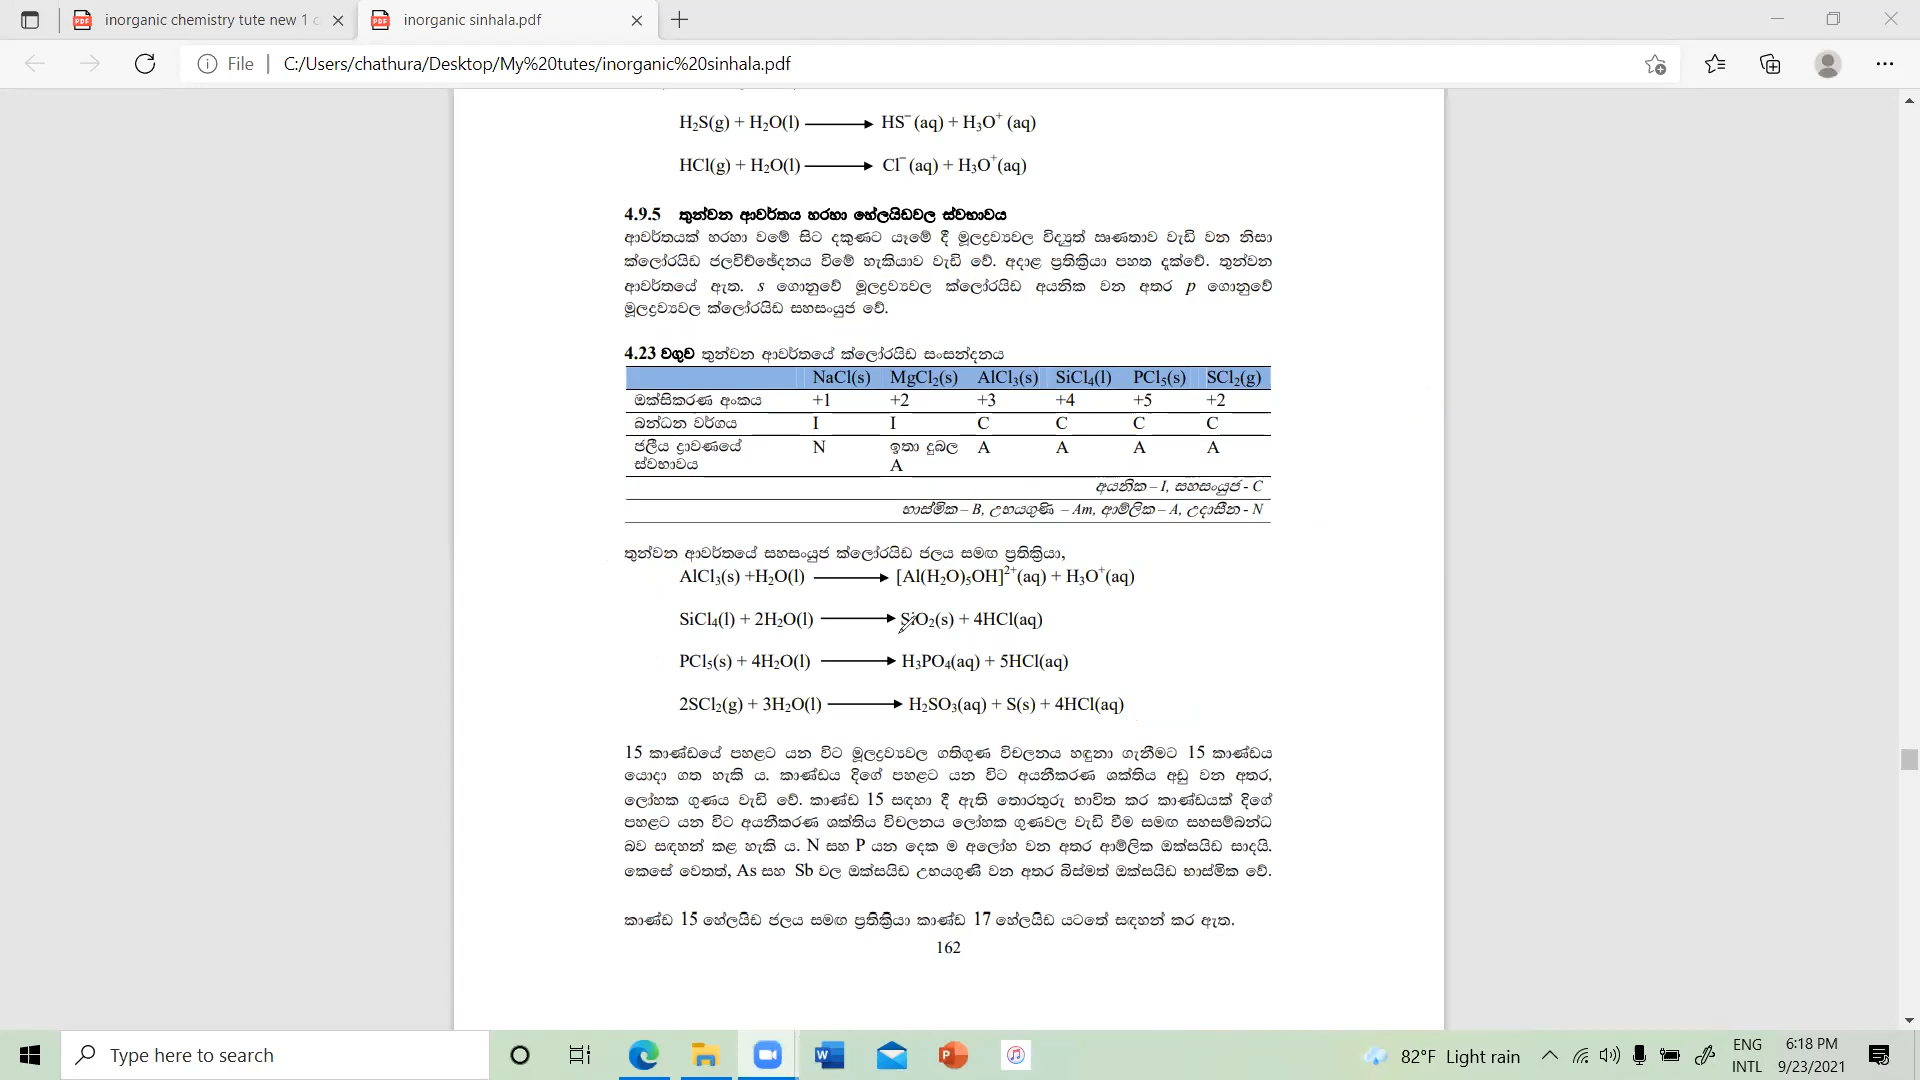 inorganic chemistry tute new 1
inorganic sinhala.pdf
File
C:/Users/chathura/Desktop/My%20tutes/inorganic%20sinhala.pdf
H₂S(g) + H₂O(l) ⟶ HS⁻ (aq) + H₃O⁺ (aq)
HCl(g) + H₂O(l) ⟶ Cl⁻ (aq) + H₃O⁺(aq)
4.9.5 තුන්වන ආවර්තය හරහා හේලයිඩවල ස්වභාවය
ආවර්තයක් හරහා වමේ සිට දකුණට යෑමේ දී මූලද්‍රව්‍යවල විද්‍යුත් ඍණතාව වැඩි වන නිසා
ක්ලෝරයිඩ ජලවිච්ඡේදනය වීමේ හැකියාව වැඩි වේ. අදාළ ප්‍රතික්‍රියා පහත දැක්වේ. තුන්වන
ආවර්තයේ ඇත. s ගොනුවේ මූලද්‍රව්‍යවල ක්ලෝරයිඩ අයනික වන අතර p ගොනුවේ
මූලද්‍රව්‍යවල ක්ලෝරයිඩ සහසංයුජ වේ.
4.23 වගුව තුන්වන ආවර්තයේ ක්ලෝරයිඩ සංසන්දනය
NaCl(s) MgCl₂(s) AlCl₃(s) SiCl₄(l) PCl₅(s) SCl₂(g)
ඔක්සිකරණ අංකය +1 +2 +3 +4 +5 +2
බන්ධන වර්ගය I I C C C C
ජලීය ද්‍රාවණයේ N ඉතා දුබල A A A A
ස්වභාවය A
අයනික – I, සහසංයුජ - C
භාස්මික – B, උභයගුණි – Am, ආම්ලික – A, උදාසීන - N
තුන්වන ආවර්තයේ සහසංයුජ ක්ලෝරයිඩ ජලය සමඟ ප්‍රතික්‍රියා,
AlCl₃(s) +H₂O(l) ⟶ [Al(H₂O)₅OH]²⁺(aq) + H₃O⁺(aq)
SiCl₄(l) + 2H₂O(l) ⟶ SiO₂(s) + 4HCl(aq)
PCl₅(s) + 4H₂O(l) ⟶ H₃PO₄(aq) + 5HCl(aq)
2SCl₂(g) + 3H₂O(l) ⟶ H₂SO₃(aq) + S(s) + 4HCl(aq)
15 කාණ්ඩයේ පහළට යන විට මූලද්‍රව්‍යවල ගතිගුණ විචලනය හඳුනා ගැනීමට 15 කාණ්ඩය
යොදා ගත හැකි ය. කාණ්ඩය දිගේ පහළට යන විට අයනීකරණ ශක්තිය අඩු වන අතර,
ලෝහක ගුණය වැඩි වේ. කාණ්ඩ 15 සඳහා දී ඇති තොරතුරු භාවිත කර කාණ්ඩයක් දිගේ
පහළට යන විට අයනීකරණ ශක්තිය විචලනය ලෝහක ගුණවල වැඩි වීම සමඟ සහසම්බන්ධ
බව සඳහන් කළ හැකි ය. N සහ P යන දෙක ම අලෝහ වන අතර ආම්ලික ඔක්සයිඩ සාදයි.
කෙසේ වෙතත්, As සහ Sb වල ඔක්සයිඩ උභයගුණි වන අතර බිස්මත් ඔක්සයිඩ භාස්මික වේ.
කාණ්ඩ 15 හේලයිඩ ජලය සමඟ ප්‍රතික්‍රියා කාණ්ඩ 17 හේලයිඩ යටතේ සඳහන් කර ඇත.
162
Type here to search
82°F Light rain
ENG
INTL
6:18 PM
9/23/2021